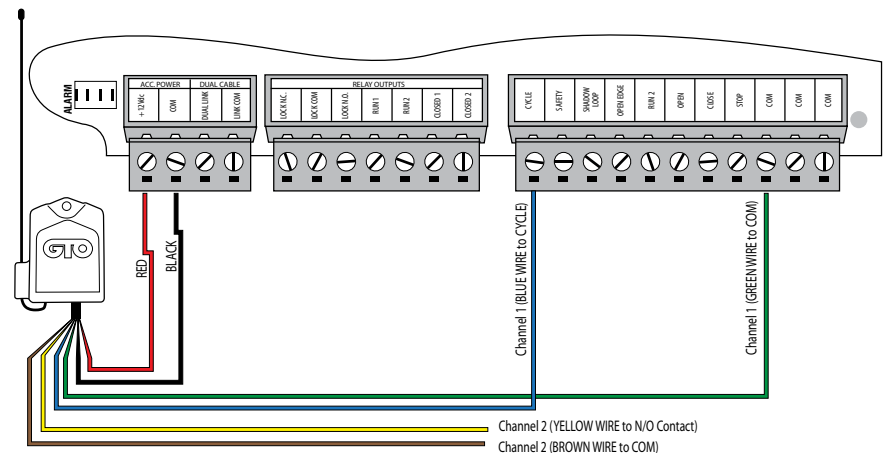 ALARM
ACC. POWER
DUAL CABLE
+12Vdc
COM
DUAL LINK
LINK COM
RELAY OUTPUTS
LOCK N.C.
LOCK COM
LOCK N.O.
RUN 1
RUN2
CLOSED 1
CLOSED 2
CYCLE
SAFETY
SHADOW
LOOP
OPEN EDGE
RUN 2
OPEN
CLOSE
STOP
COM
COM
COM
GTO
RED
BLACK
Channel 1 (BLUE WIRE to CYCLE)
Channel 1 (GREEN WIRE to COM)
Channel 2 (YELLOW WIRE to N/O Contact)
Channel 2 (BROWN WIRE to COM)